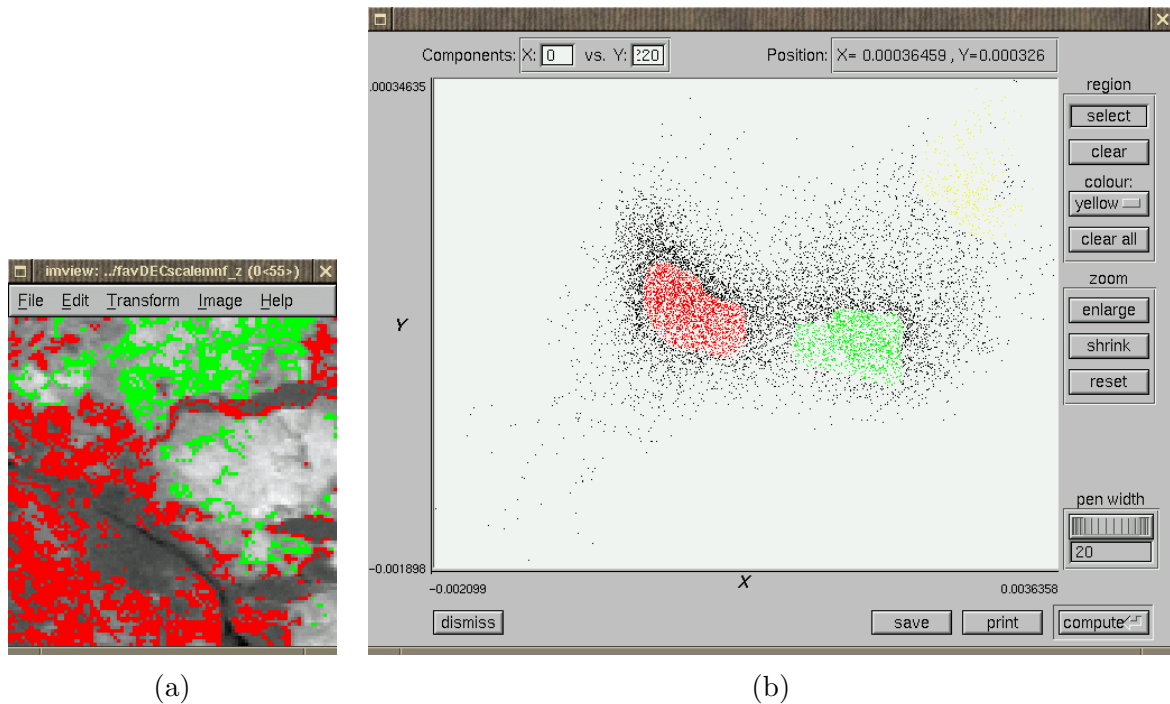 imview: ../favDECscalemnf_z (0<55>)
File Edit Transform Image Help
(a)
Components: X: 0 vs. Y: 220
Position: X= 0.00036459 , Y=0.000326
.00034635
Y
−0.001898
−0.002099
X
0.0036358
region
select
clear
colour:
yellow
clear all
zoom
enlarge
shrink
reset
pen width
20
dismiss
save
print
compute
(b)